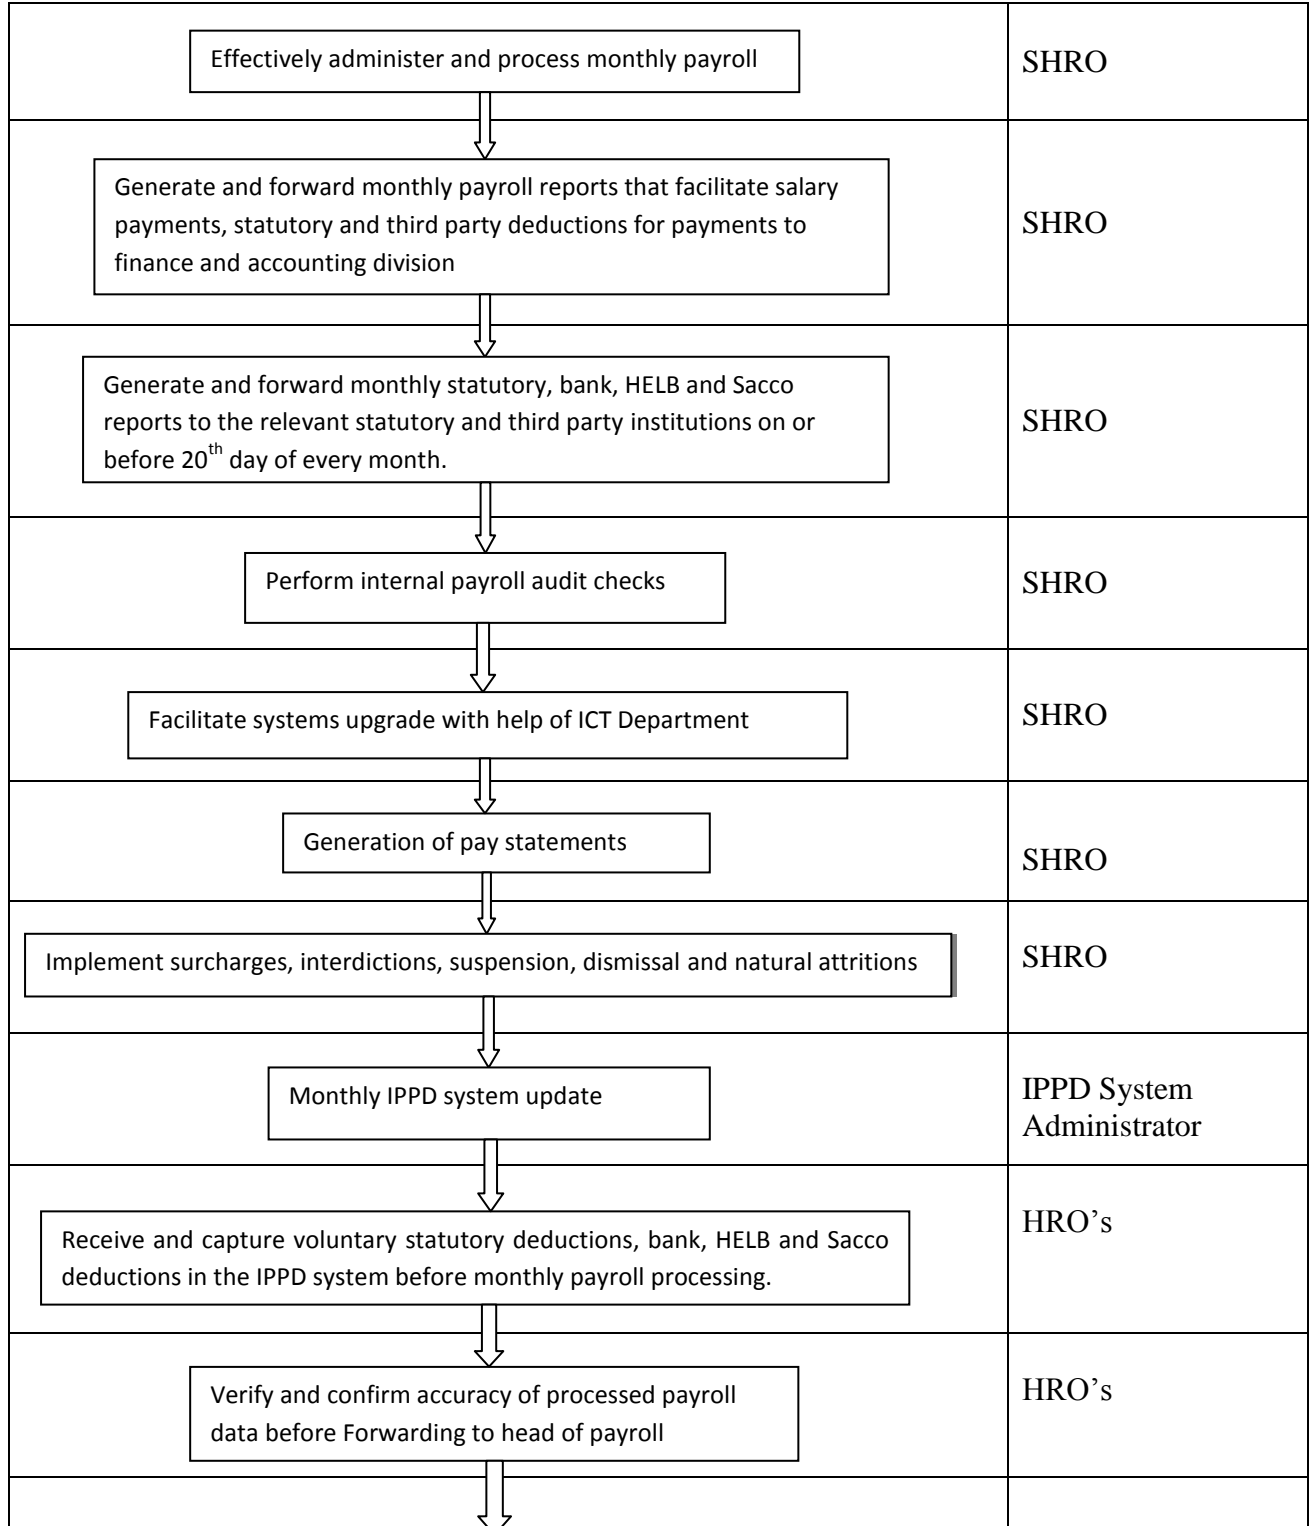 Effectively administer and process monthly payroll
SHRO
Generate and forward monthly payroll reports that facilitate salary
payments, statutory and third party deductions for payments to
finance and accounting division
SHRO
Generate and forward monthly statutory, bank, HELB and Sacco
reports to the relevant statutory and third party institutions on or
before 20th day of every month.
SHRO
Perform internal payroll audit checks
SHRO
Facilitate systems upgrade with help of ICT Department
SHRO
Generation of pay statements
SHRO
Implement surcharges, interdictions, suspension, dismissal and natural attritions
SHRO
Monthly IPPD system update
IPPD System
Administrator
Receive and capture voluntary statutory deductions, bank, HELB and Sacco
deductions in the IPPD system before monthly payroll processing.
HRO’s
Verify and confirm accuracy of processed payroll
data before Forwarding to head of payroll
HRO’s